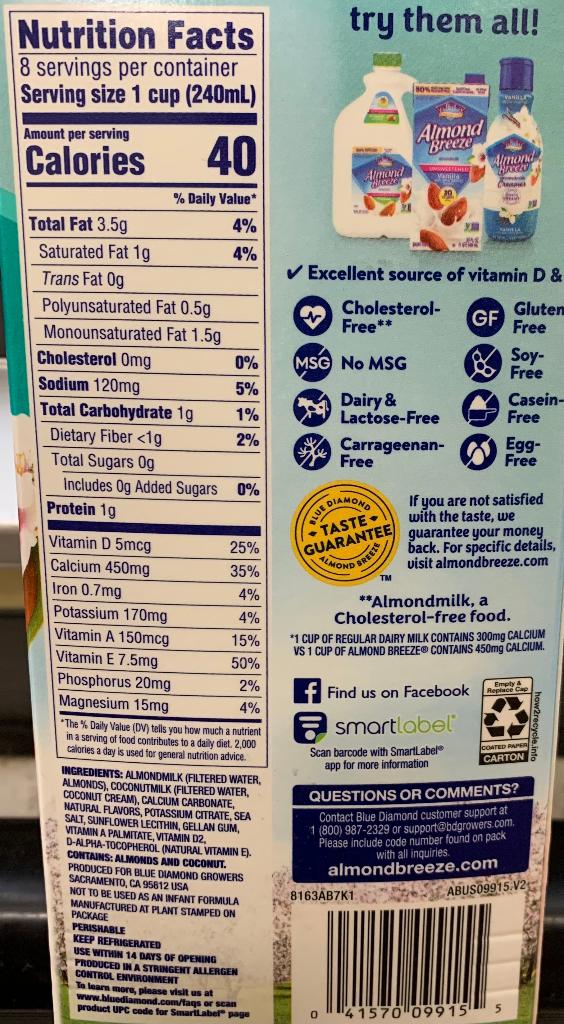 Nutrition Facts
8 servings per container
Serving size 1 cup (240mL)
Amount per serving
Calories 40
% Daily Value*
Total Fat 3.5g 4%
Saturated Fat 1g 4%
Trans Fat 0g
Polyunsaturated Fat 0.5g
Monounsaturated Fat 1.5g
Cholesterol 0mg 0%
Sodium 120mg 5%
Total Carbohydrate 1g 1%
Dietary Fiber <1g 2%
Total Sugars 0g
Includes 0g Added Sugars 0%
Protein 1g
Vitamin D 5mcg 25%
Calcium 450mg 35%
Iron 0.7mg 4%
Potassium 170mg 4%
Vitamin A 150mcg 15%
Vitamin E 7.5mg 50%
Phosphorus 20mg 2%
Magnesium 15mg 4%
*The % Daily Value (DV) tells you how much a nutrient
in a serving of food contributes to a daily diet. 2,000
calories a day is used for general nutrition advice.
INGREDIENTS: ALMONDMILK (FILTERED WATER,
ALMONDS), COCONUTMILK (FILTERED WATER,
COCONUT CREAM), CALCIUM CARBONATE,
NATURAL FLAVORS, POTASSIUM CITRATE, SEA
SALT, SUNFLOWER LECITHIN, GELLAN GUM,
VITAMIN A PALMITATE, VITAMIN D2,
D-ALPHA-TOCOPHEROL (NATURAL VITAMIN E).
CONTAINS: ALMONDS AND COCONUT.
PRODUCED FOR BLUE DIAMOND GROWERS
SACRAMENTO, CA 95612 USA
NOT TO BE USED AS AN INFANT FORMULA
MANUFACTURED AT PLANT STAMPED ON
PACKAGE
PERISHABLE
KEEP REFRIGERATED
USE WITHIN 14 DAYS OF OPENING
PRODUCED IN A STRINGENT ALLERGEN
CONTROL ENVIRONMENT
To learn more, please visit us at
www.bluediamond.com/faqs or scan
product UPC code for SmartLabel® page
try them all!
Almond
Breeze
80%
Almond
Breeze
UNSWEETENED
Vanilla
VANILLA
Almond
Breeze
Creamer
VANILLA
✓ Excellent source of vitamin D &
Cholesterol-
Free**
GF Gluten
Free
MSG No MSG
Soy-
Free
Dairy &
Lactose-Free
Casein-
Free
Carrageenan-
Free
Egg-
Free
BLUE DIAMOND
TASTE
GUARANTEE
ALMOND BREEZE
TM
If you are not satisfied
with the taste, we
guarantee your money
back. For specific details,
visit almondbreeze.com
**Almondmilk, a
Cholesterol-free food.
*1 CUP OF REGULAR DAIRY MILK CONTAINS 300mg CALCIUM
VS 1 CUP OF ALMOND BREEZE® CONTAINS 450mg CALCIUM.
f Find us on Facebook
smartlabel®
Scan barcode with SmartLabel®
app for more information
Empty &
Replace Cap
COATED PAPER
CARTON
how2recycle.info
QUESTIONS OR COMMENTS?
Contact Blue Diamond customer support at
1 (800) 987-2329 or support@bdgrowers.com.
Please include code number found on pack
with all inquiries.
almondbreeze.com
8163AB7K1
ABUS09915.V2
0 41570 09915 5